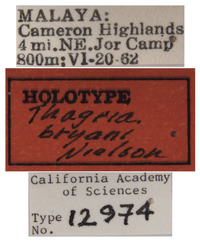 MALAYA:
Cameron Highlands
4 mi. NE. Jor Camp
800m; VI-20-62
HOLOTYPE
Thagria
bryani
Nielson
California Academy
of Sciences
Type
No. 12974